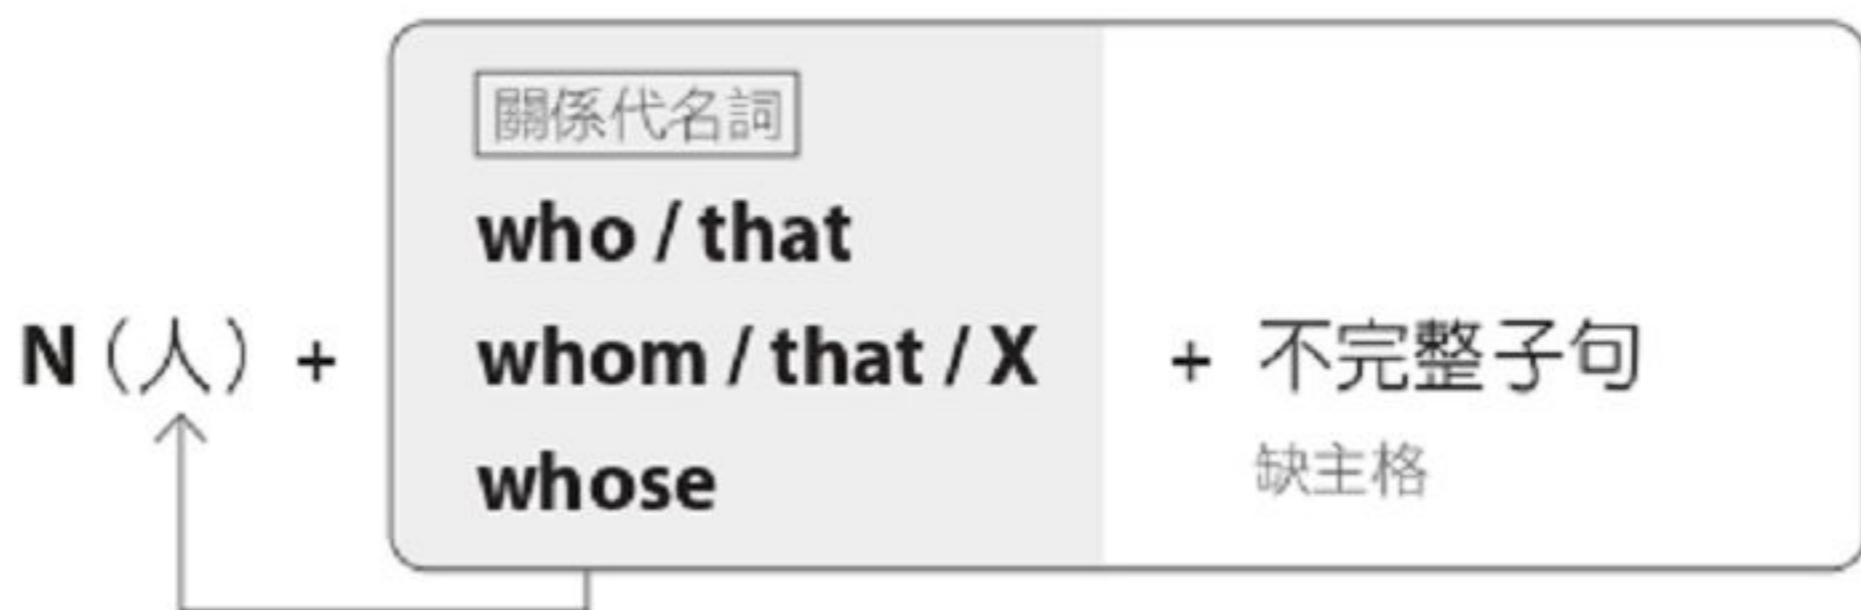 關係代名詞
who / that
N（人） + whom / that / X + 不完整子句
whose
缺主格